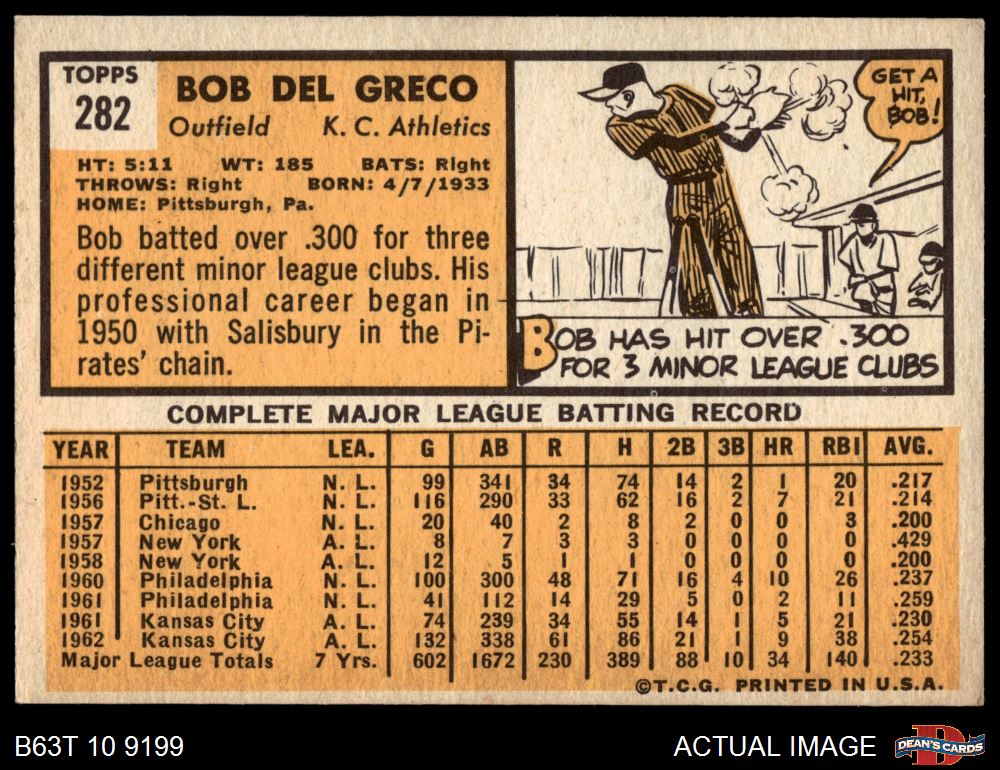 TOPPS
282
BOB DEL GRECO
Outfield K. C. Athletics
HT: 5:11 WT: 185 BATS: Right
THROWS: Right BORN: 4/7/1933
HOME: Pittsburgh, Pa.
Bob batted over .300 for three
different minor league clubs. His
professional career began in
1950 with Salisbury in the Pi-
rates' chain.
GET A
HIT,
BOB!
BOB HAS HIT OVER .300
FOR 3 MINOR LEAGUE CLUBS
COMPLETE MAJOR LEAGUE BATTING RECORD
YEAR TEAM LEA. G AB R H 2B 3B HR RBI AVG.
1952 Pittsburgh N. L. 99 341 34 74 14 2 1 20 .217
1956 Pitt.-St. L. N. L. 116 290 33 62 16 2 7 21 .214
1957 Chicago N. L. 20 40 2 8 2 0 0 3 .200
1957 New York A. L. 8 7 3 3 0 0 0 0 .429
1958 New York A. L. 12 5 1 1 0 0 0 0 .200
1960 Philadelphia N. L. 100 300 48 71 16 4 10 26 .237
1961 Philadelphia N. L. 41 112 14 29 5 0 2 11 .259
1961 Kansas City A. L. 74 239 34 55 14 1 5 21 .230
1962 Kansas City A. L. 132 338 61 86 21 1 9 38 .254
Major League Totals 7 Yrs. 602 1672 230 389 88 10 34 140 .233
©T.C.G. PRINTED IN U.S.A.
B63T 10 9199 ACTUAL IMAGE
D
DEAN'S CARDS